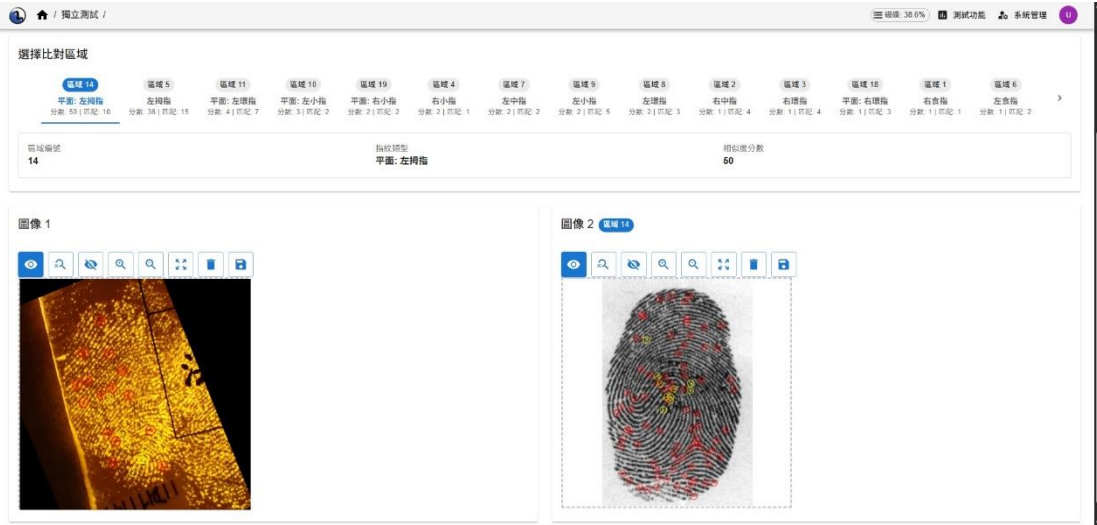 / 獨立測試 /
磁碟: 38.6%
測試功能
系統管理
U
選擇比對區域
區域 14
平面: 左拇指
分數: 50 | 匹配: 10
區域 5
左拇指
分數: 36 | 匹配: 15
區域 11
平面: 左環指
分數: 4 | 匹配: 7
區域 10
平面: 左小指
分數: 3 | 匹配: 2
區域 19
平面: 右小指
分數: 2 | 匹配: 2
區域 4
右小指
分數: 2 | 匹配: 1
區域 7
左中指
分數: 2 | 匹配: 2
區域 9
左小指
分數: 2 | 匹配: 5
區域 8
左環指
分數: 2 | 匹配: 3
區域 2
右中指
分數: 1 | 匹配: 4
區域 3
右環指
分數: 1 | 匹配: 4
區域 18
平面: 右環指
分數: 1 | 匹配: 3
區域 1
右食指
分數: 1 | 匹配: 1
區域 6
左食指
分數: 1 | 匹配: 2
區域編號
14
指紋類型
平面: 左拇指
相似度分數
50
圖像 1
圖像 2
區域 14